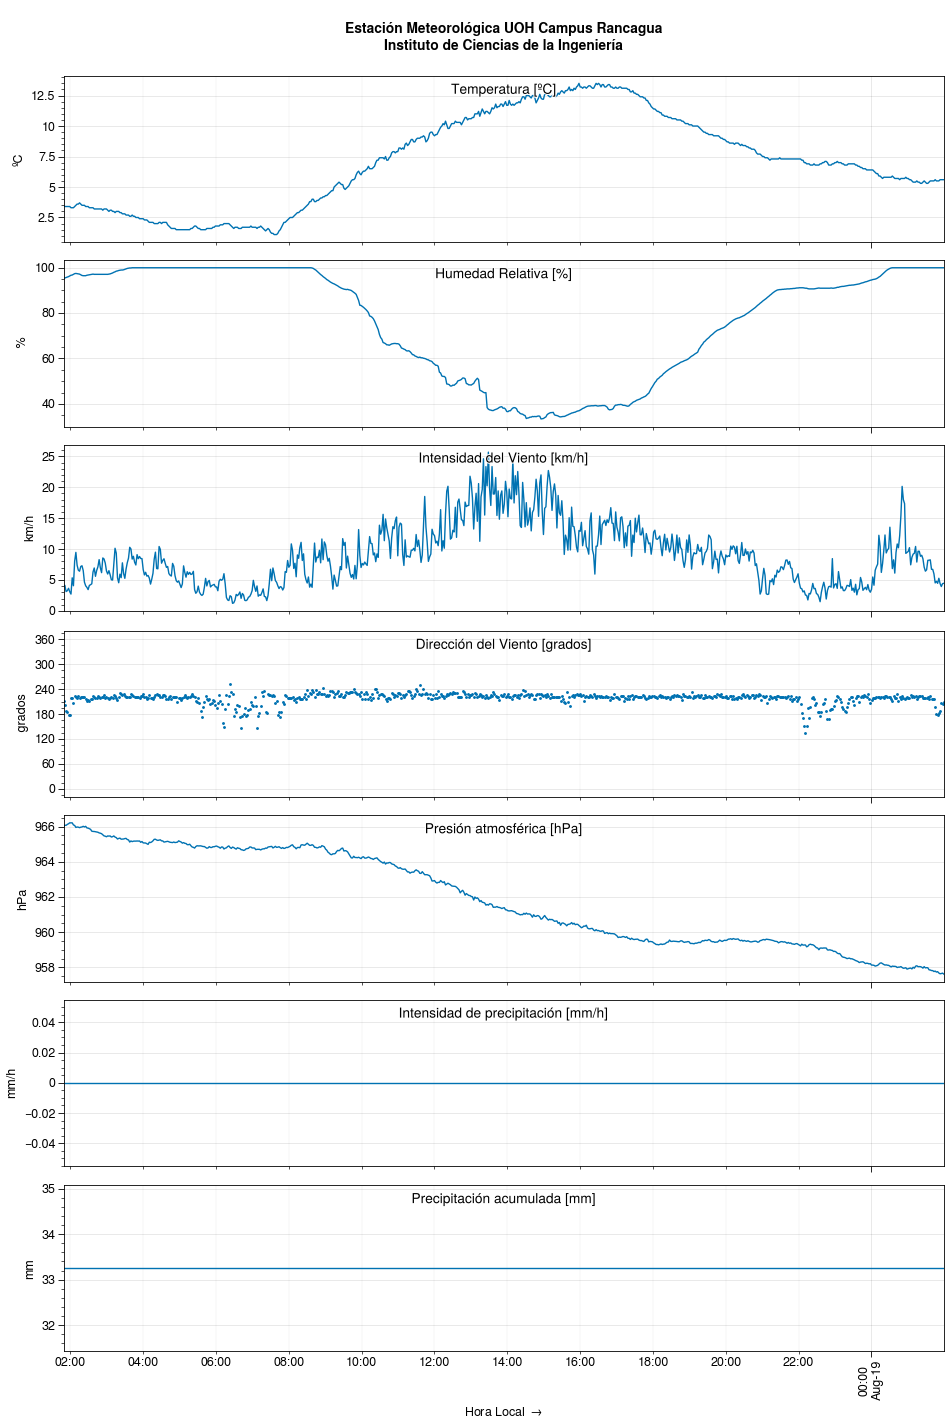 Estación Meteorológica UOH Campus Rancagua
Instituto de Ciencias de la Ingeniería
Temperatura [ºC]
12.5
10
7.5
5
2.5
ºC
Humedad Relativa [%]
100
80
60
40
%
Intensidad del Viento [km/h]
25
20
15
10
5
0
km/h
Dirección del Viento [grados]
360
300
240
180
120
60
0
grados
Presión atmosférica [hPa]
966
964
962
960
958
hPa
Intensidad de precipitación [mm/h]
0.04
0.02
0
−0.02
−0.04
mm/h
Precipitación acumulada [mm]
35
34
33
32
mm
02:00 04:00 06:00 08:00 10:00 12:00 14:00 16:00 18:00 20:00 22:00 00:00
Aug-19
Hora Local →